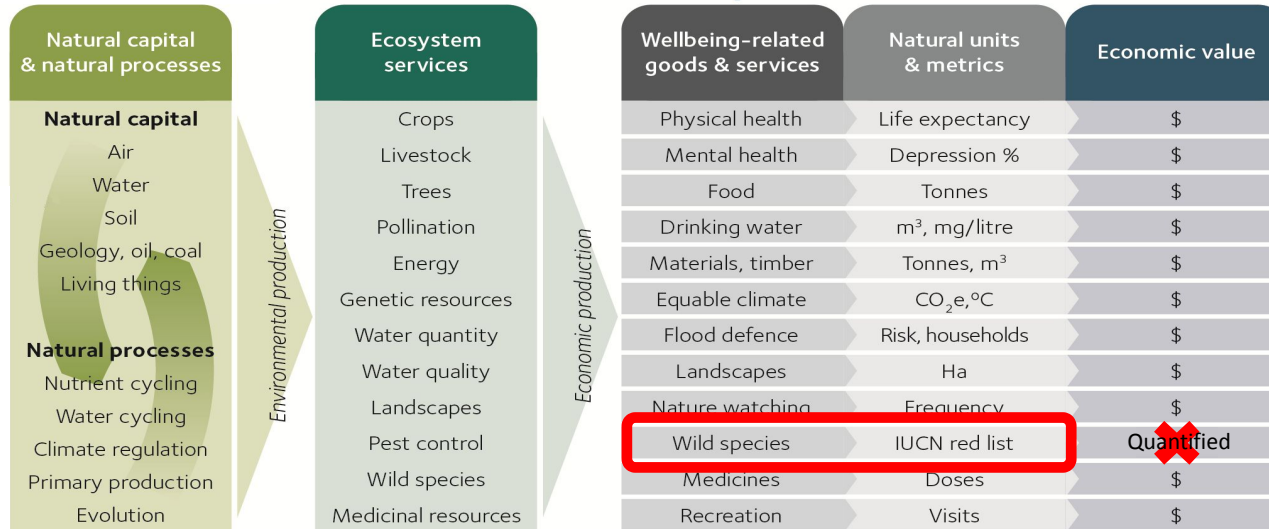 Natural capital
& natural processes
Natural capital
Air
Water
Soil
Geology, oil, coal
Living things
Natural processes
Nutrient cycling
Water cycling
Climate regulation
Primary production
Evolution
Environmental production
Ecosystem
services
Crops
Livestock
Trees
Pollination
Energy
Genetic resources
Water quantity
Water quality
Landscapes
Pest control
Wild species
Medicinal resources
Economic production
Wellbeing-related
goods & services
Natural units
& metrics
Economic value
Physical health Life expectancy $
Mental health Depression % $
Food Tonnes $
Drinking water m³, mg/litre $
Materials, timber Tonnes, m³ $
Equable climate CO₂e,ºC $
Flood defence Risk, households $
Landscapes Ha $
Nature watching Frequency $
Wild species IUCN red list Quantified
Medicines Doses $
Recreation Visits $